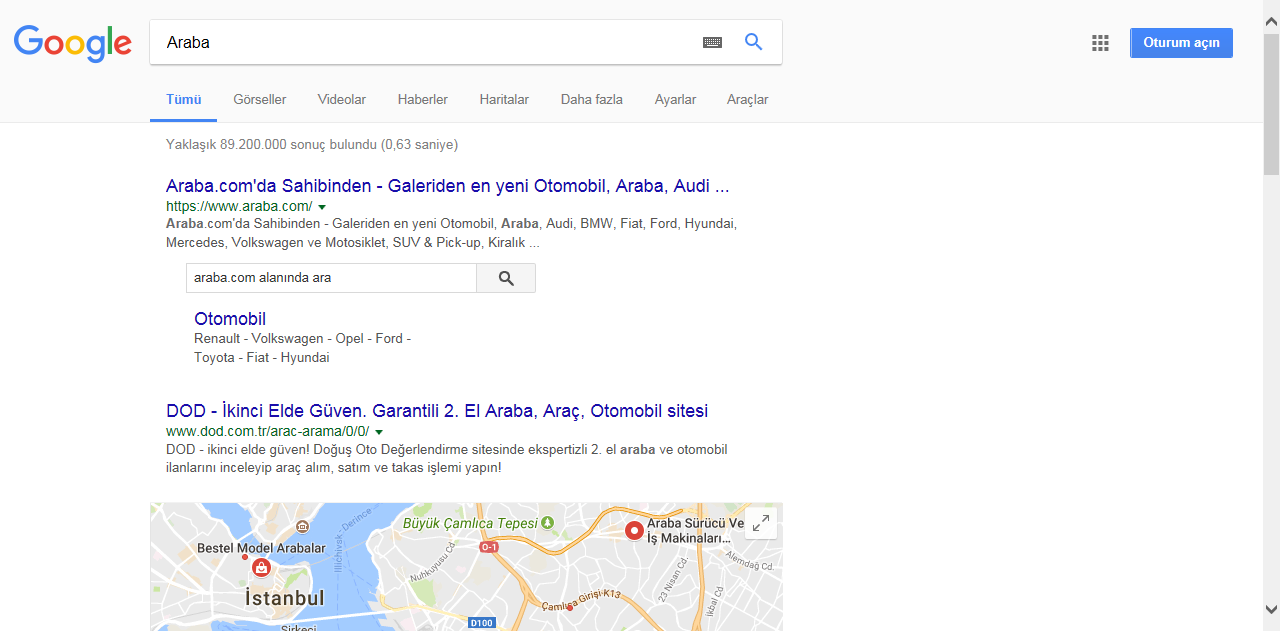 Google
Araba
Oturum açın
Tümü Görseller Videolar Haberler Haritalar Daha fazla Ayarlar Araçlar
Yaklaşık 89.200.000 sonuç bulundu (0,63 saniye)
Araba.com'da Sahibinden - Galeriden en yeni Otomobil, Araba, Audi ...
https://www.araba.com/
Araba.com'da Sahibinden - Galeriden en yeni Otomobil, Araba, Audi, BMW, Fiat, Ford, Hyundai,
Mercedes, Volkswagen ve Motosiklet, SUV & Pick-up, Kiralık ...
araba.com alanında ara
Otomobil
Renault - Volkswagen - Opel - Ford -
Toyota - Fiat - Hyundai
DOD - İkinci Elde Güven. Garantili 2. El Araba, Araç, Otomobil sitesi
www.dod.com.tr/arac-arama/0/0/
DOD - ikinci elde güven! Doğuş Oto Değerlendirme sitesinde ekspertizli 2. el araba ve otomobil
ilanlarını inceleyip araç alım, satım ve takas işlemi yapın!
Büyük Çamlıca Tepesi
Araba Sürücü Ve
İş Makinaları...
Bestel Model Arabalar
O-1
Nuhkuyusu Cd.
Alemdağ Cd.
23 Nisan Cd.
İstanbul
Çamlıca Girişi-K13
İkbal Cd
D100
Sirkeci